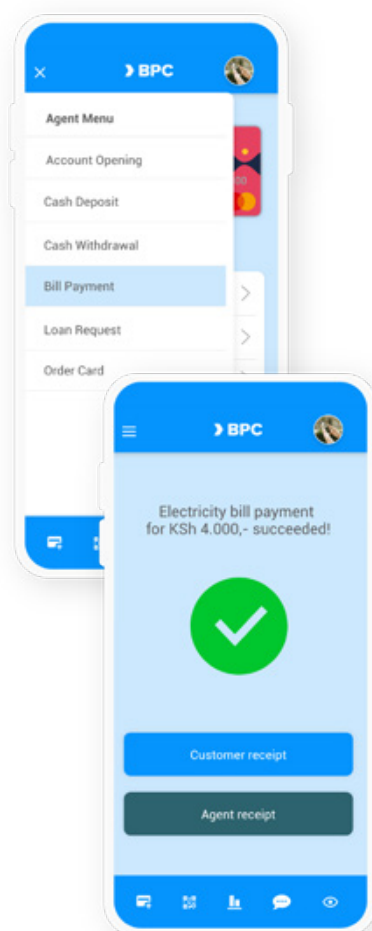 BPC
Agent Menu
Account Opening
00
Cash Deposit
Cash Withdrawal
Bill Payment
Loan Request
Order Card
BPC
Electricity bill payment
for KSh 4.000,- succeeded!
Customer receipt
Agent receipt